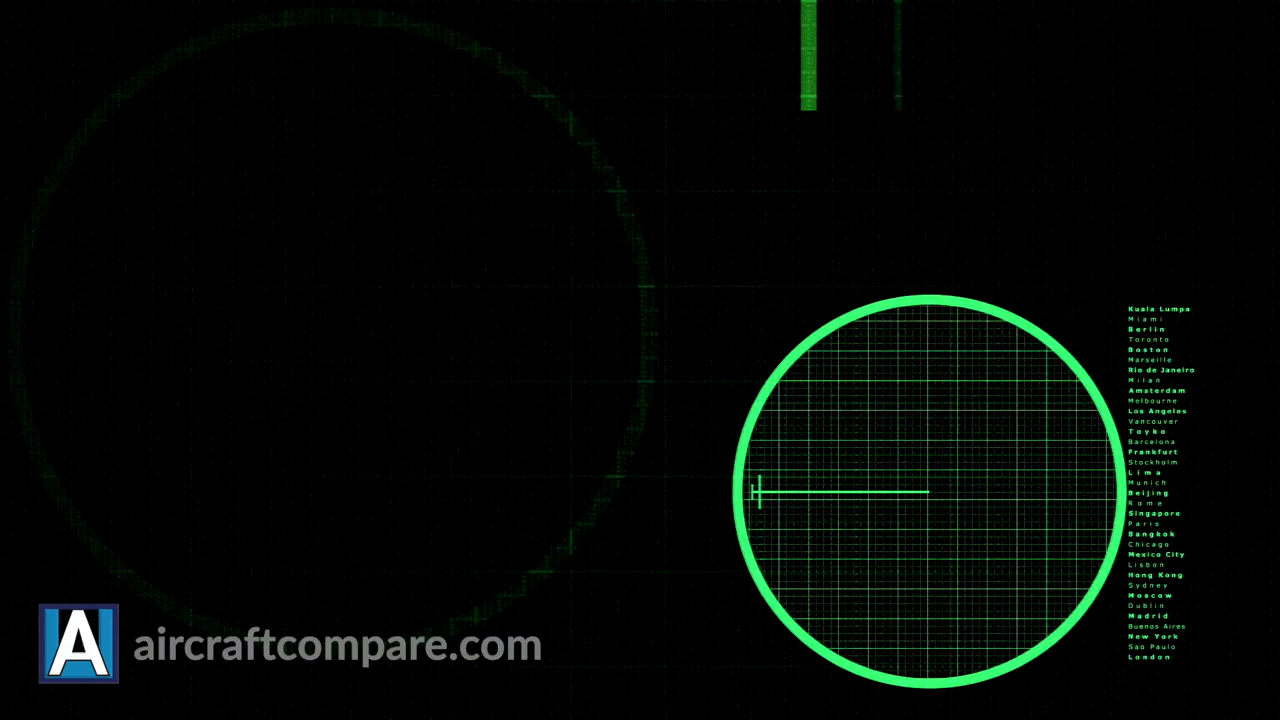 Kuala Lumpa
Miami
Berlin
Toronto
Boston
Marseille
Rio de Janeiro
Milan
Amsterdam
Melbourne
Los Angeles
Vancouver
Toyko
Barcelona
Frankfurt
Stockholm
Lima
Munich
Beijing
Rome
Singapore
Paris
Bangkok
Chicago
Mexico City
Lisbon
Hong Kong
Sydney
Moscow
Dublin
Madrid
Buenos Aires
New York
Sao Paulo
London
A aircraftcompare.com